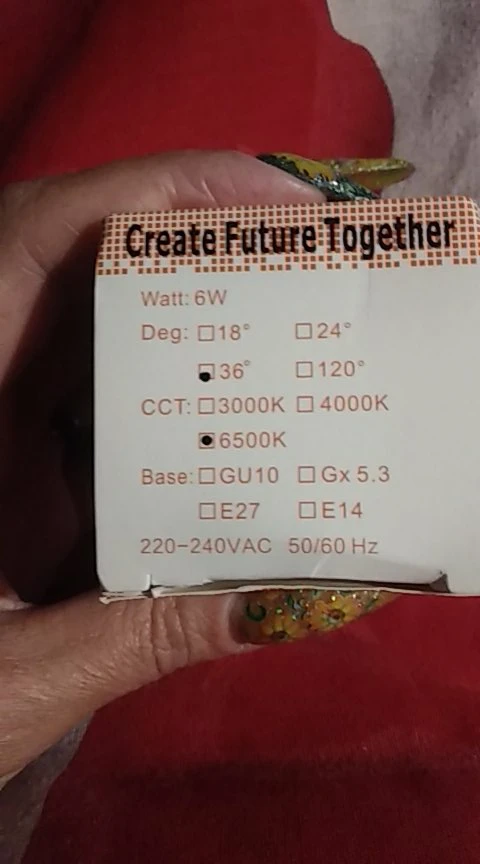 Create Future Together
Watt: 6W
Deg: ☐18° ☐24°
☐36° ☐120°
CCT: ☐3000K ☐4000K
☑6500K
Base: ☐GU10 ☐Gx 5.3
☐E27 ☐E14
220-240VAC 50/60 Hz